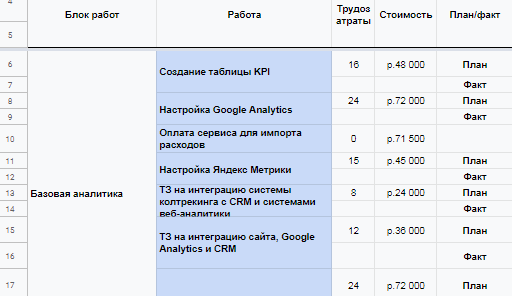 4
Блок работ Работа Трудоз Стоимость План/факт
атраты
5
6 Создание таблицы KPI 16 р.48 000 План
7 Факт
8 Настройка Google Analytics 24 р.72 000 План
9 Факт
10 Оплата сервиса для импорта 0 р.71 500
расходов
11 Настройка Яндекс Метрики 15 р.45 000 План
12 Факт
13 Базовая аналитика ТЗ на интеграцию системы 8 р.24 000 План
колтрекинга с CRM и системами
14 веб-аналитики Факт
15 ТЗ на интеграцию сайта, Google 12 р.36 000 План
Analytics и CRM
16 Факт
17 24 р.72 000 План